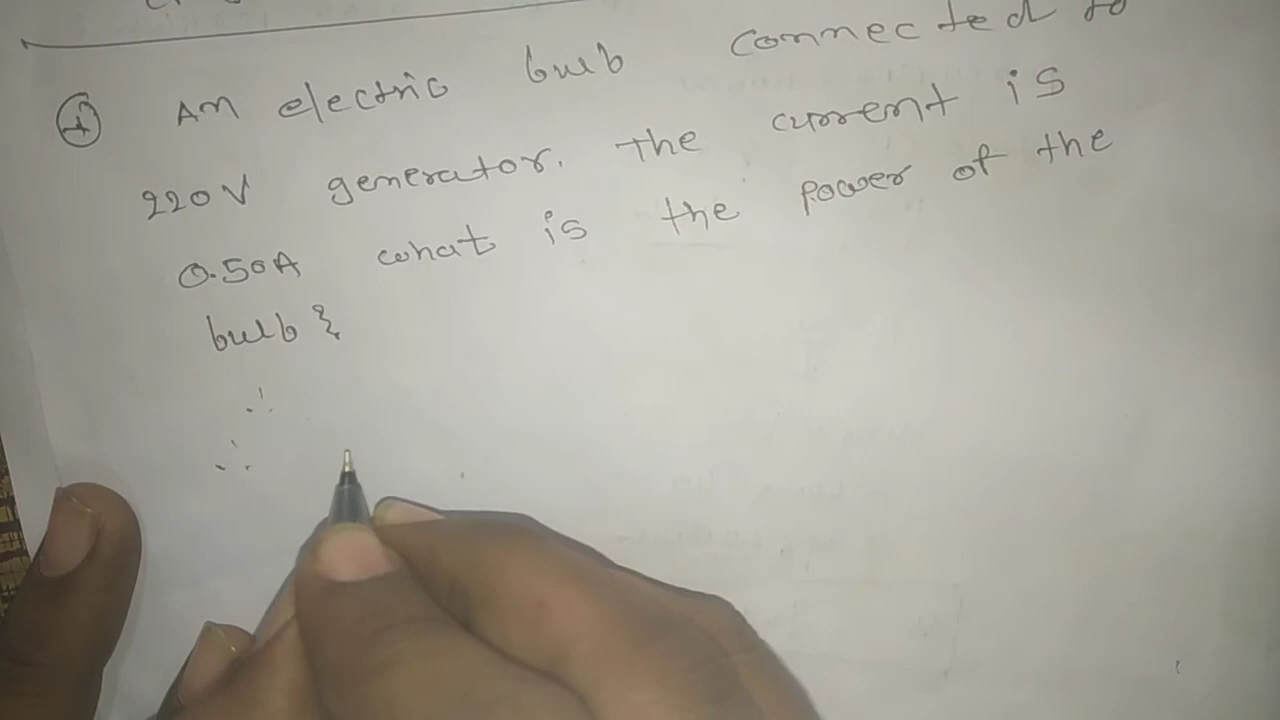 An electric bulb connected to
220V generator. The current is
0.50A what is the power of the
bulb }